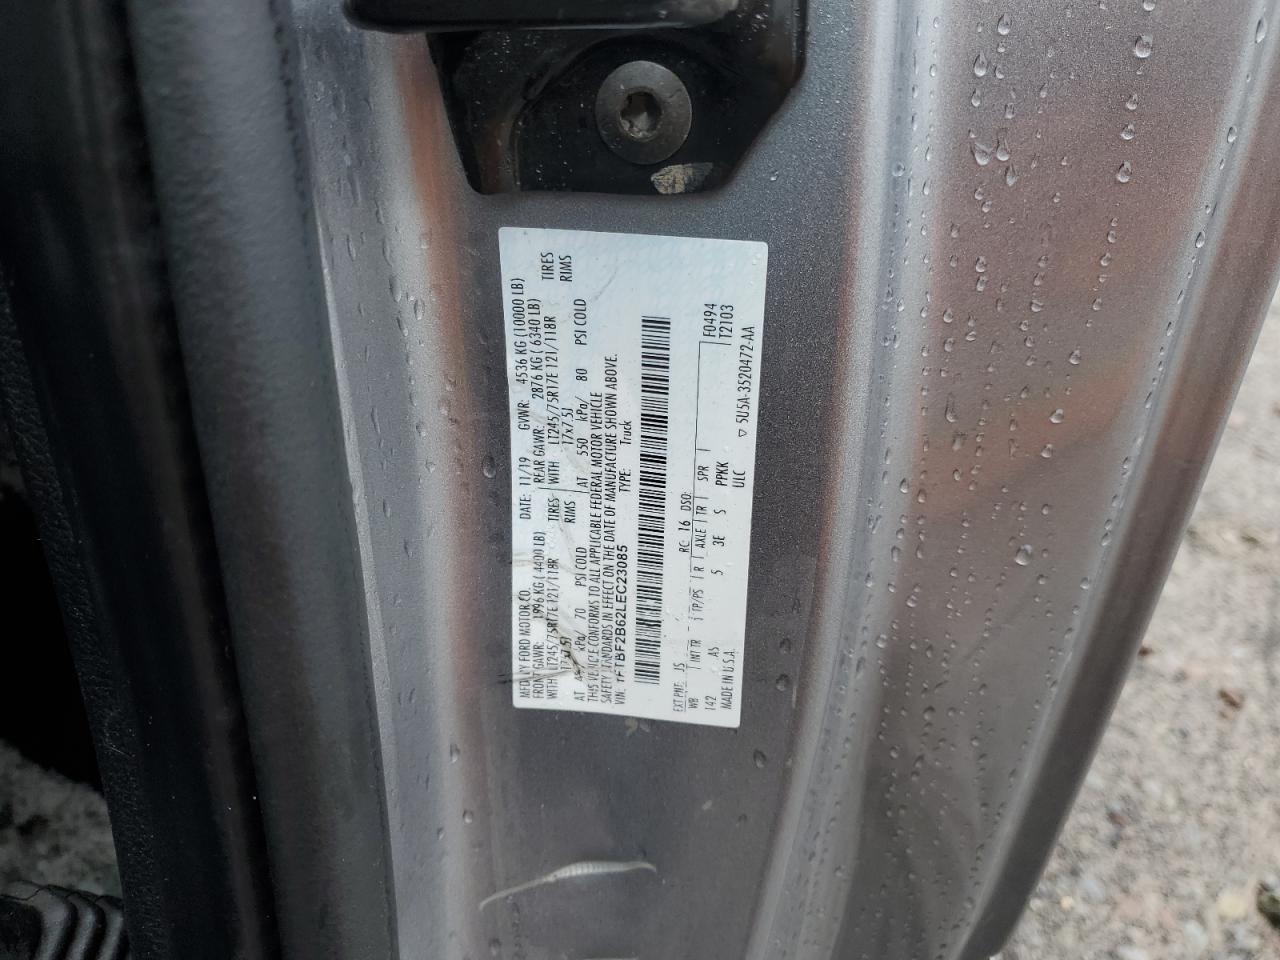 MFD. BY FORD MOTOR CO.
DATE: 11/19 GVWR: 4536 KG (10000 LB)
FRONT GAWR: 1996 KG ( 4400 LB) REAR GAWR: 2876 KG ( 6340 LB)
WITH LT245/75R17E 121/118R TIRES WITH LT245/75R17E 121/118R TIRES
17x7.5J RIMS 17x7.5J RIMS
AT kPa/ 70 PSI COLD AT 550 kPa/ 80 PSI COLD
THIS VEHICLE CONFORMS TO ALL APPLICABLE FEDERAL MOTOR VEHICLE
SAFETY STANDARDS IN EFFECT ON THE DATE OF MANUFACTURE SHOWN ABOVE.
VIN: 1FTBF2B62LEC23085 TYPE: Truck
EXT PNT: JS RC: 16 DSO: F0494
WB INT TR TP/PS R AXLE TR SPR T2103
142 AS 5 3E S PPKK
MADE IN U.S.A. ULC
▽ 5U5A-3520472-AA